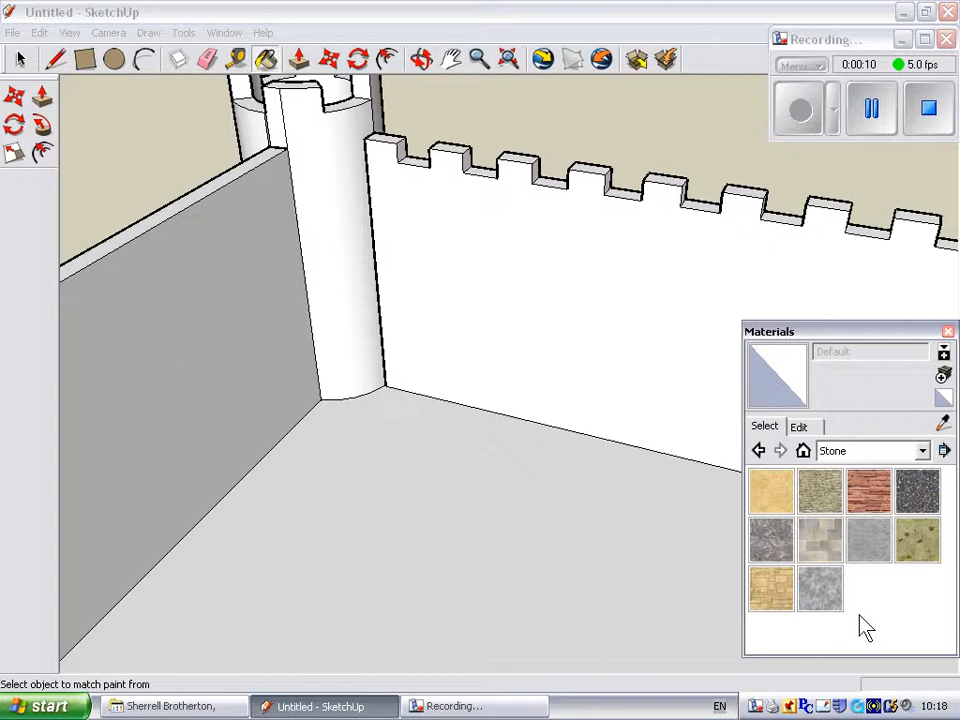 Untitled - SketchUp
File Edit View Camera Draw Tools Window Help
Recording...
Menu
0:00:10
5.0 fps
Materials
Default
Select
Edit
Stone
Select object to match paint from
start
Sherrell Brotherton,
Untitled - SketchUp
Recording...
EN
10:18